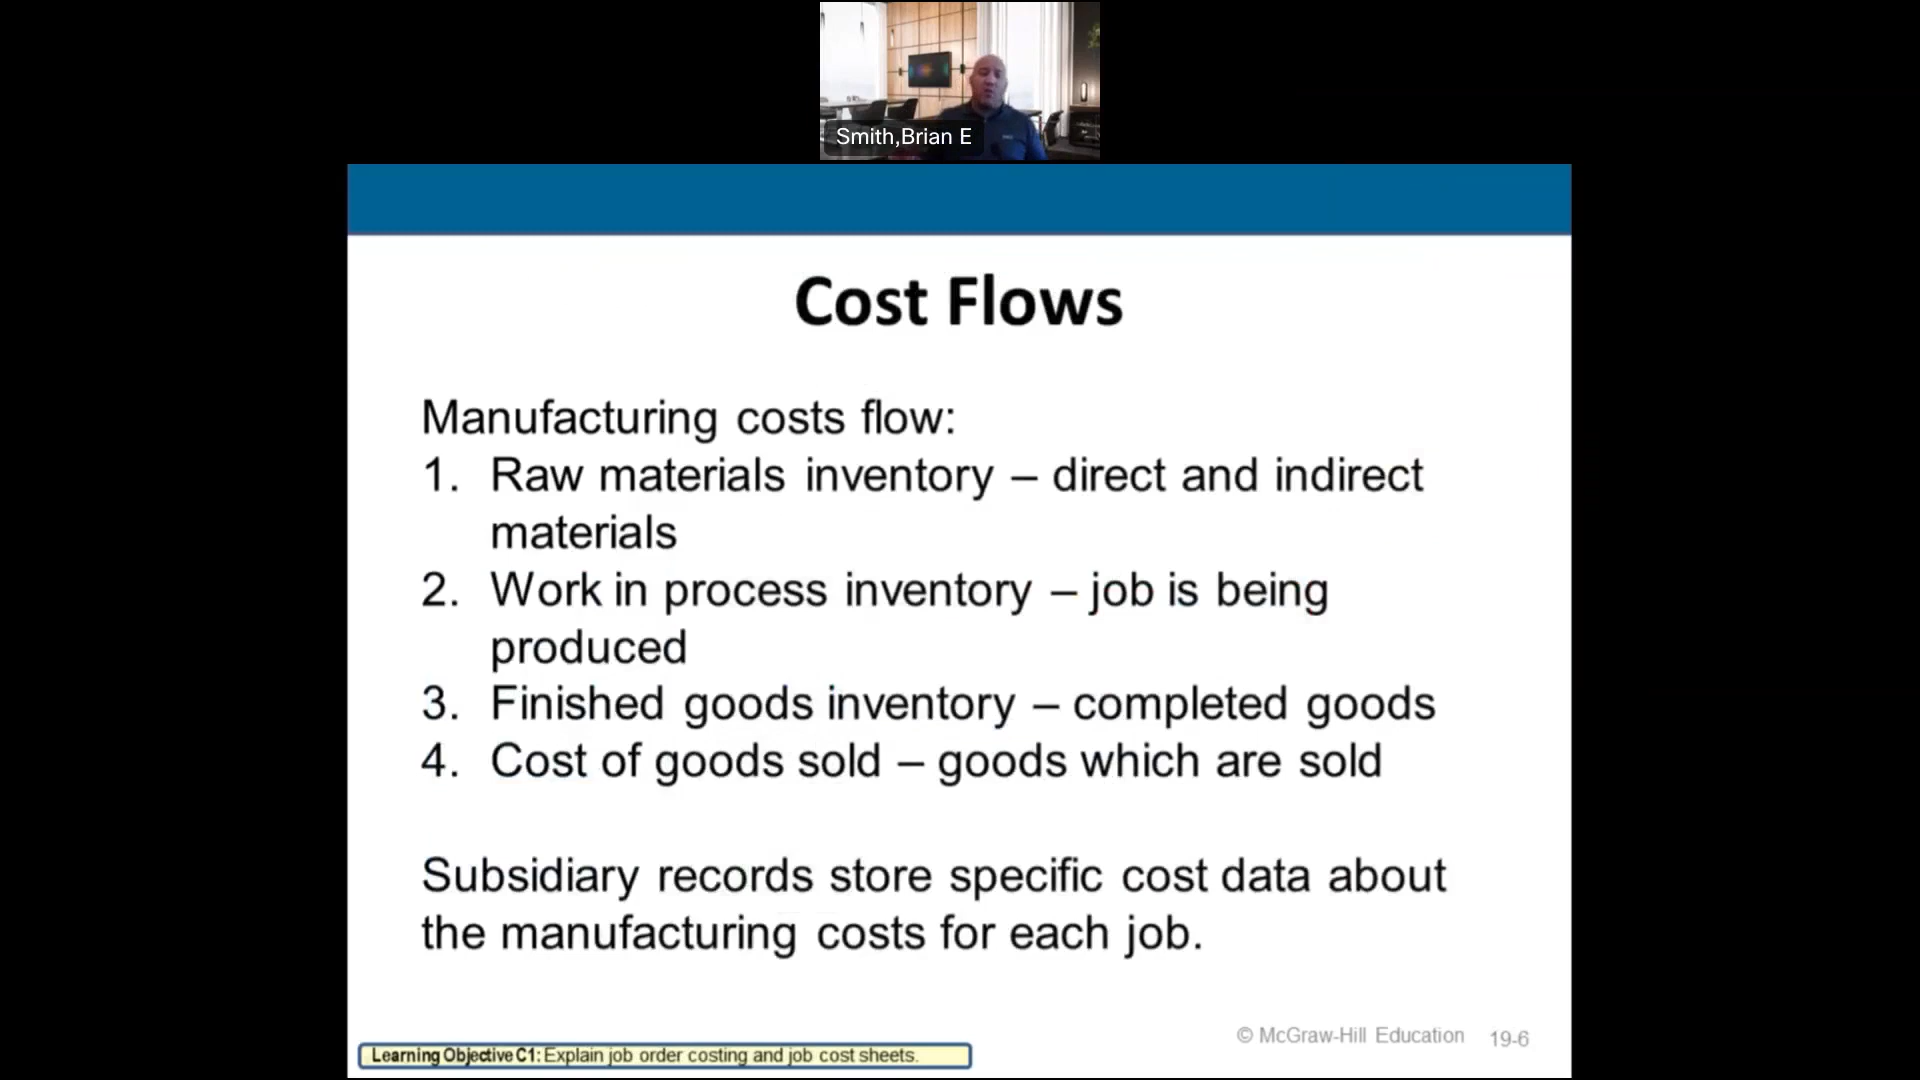 Smith,Brian E
Cost Flows
Manufacturing costs flow:
1. Raw materials inventory – direct and indirect
materials
2. Work in process inventory – job is being
produced
3. Finished goods inventory – completed goods
4. Cost of goods sold – goods which are sold
Subsidiary records store specific cost data about
the manufacturing costs for each job.
© McGraw-Hill Education 19-6
Learning Objective C1: Explain job order costing and job cost sheets.